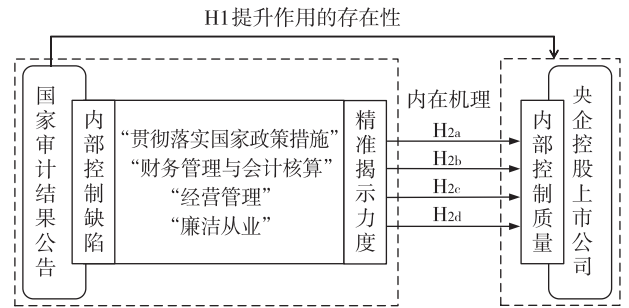 H1提升作用的存在性
国家审计结果公告
内部控制缺陷
“贯彻落实国家政策措施”
“财务管理与会计核算”
“经营管理”
“廉洁从业”
精准揭示力度
内在机理
H2a
H2b
H2c
H2d
内部控制质量
央企控股上市公司